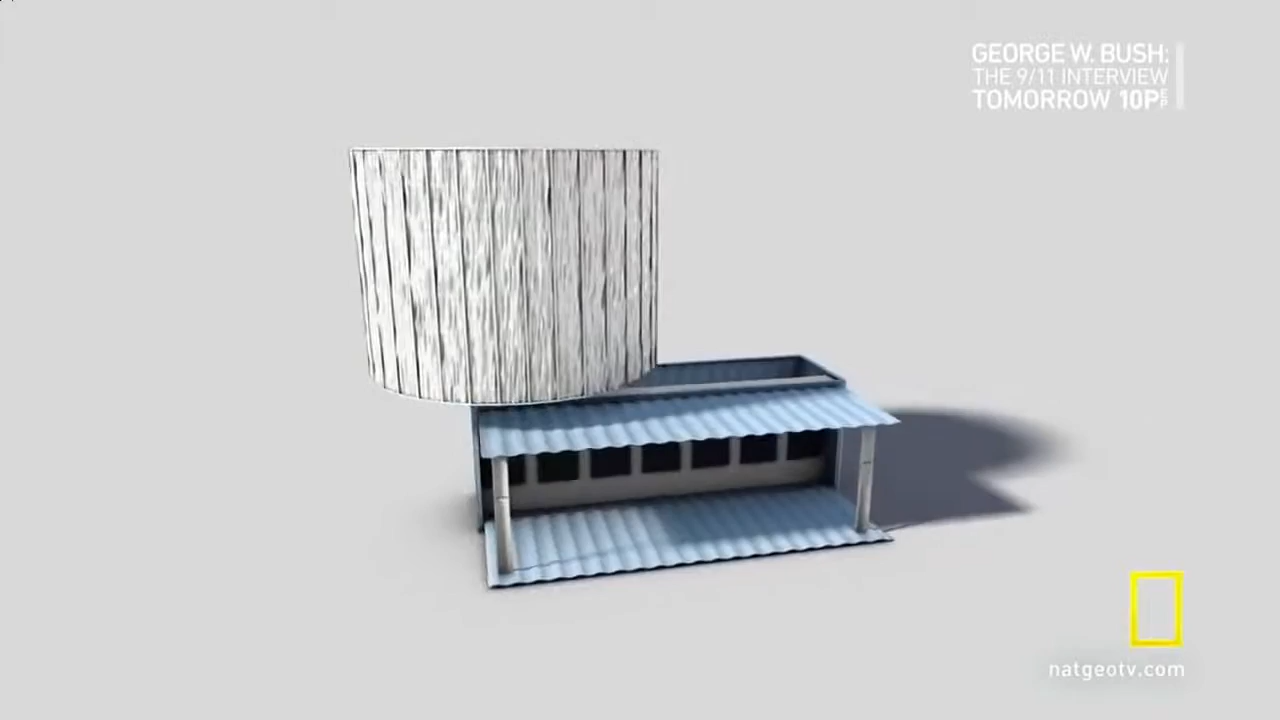 GEORGE W. BUSH:
THE 9/11 INTERVIEW
TOMORROW 10P E P
natgeotv.com